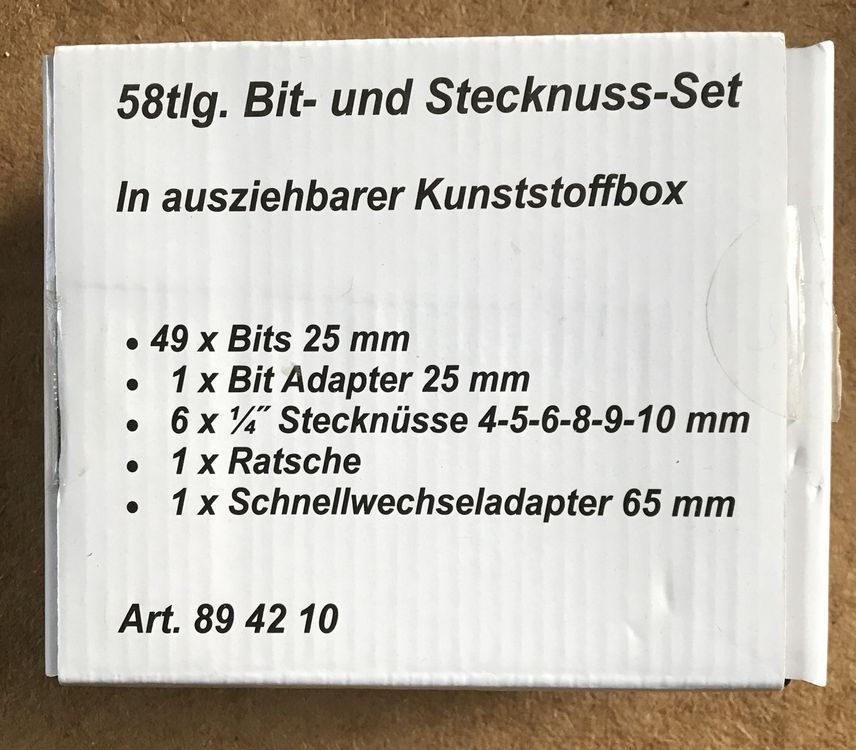 58tlg. Bit- und Stecknuss-Set
In ausziehbarer Kunststoffbox
• 49 x Bits 25 mm
• 1 x Bit Adapter 25 mm
• 6 x ¼˝ Stecknüsse 4-5-6-8-9-10 mm
• 1 x Ratsche
• 1 x Schnellwechseladapter 65 mm
Art. 89 42 10